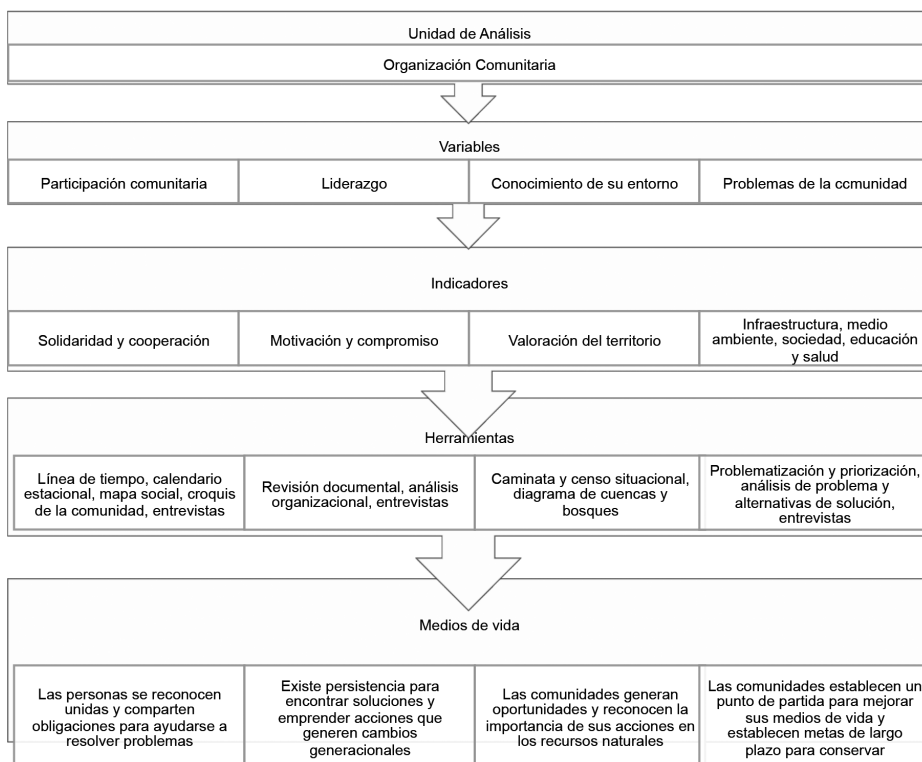 Unidad de Análisis
Organización Comunitaria
Variables
Participación comunitaria
Liderazgo
Conocimiento de su entorno
Problemas de la ccmunidad
Indicadores
Solidaridad y cooperación
Motivación y compromiso
Valoración del territorio
Infraestructura, medio
ambiente, sociedad, educación
y salud
Herramientas
Línea de tiempo, calendario
estacional, mapa social, croquis
de la comunidad, entrevistas
Revisión documental, análisis
organizacional, entrevistas
Caminata y censo situacional,
diagrama de cuencas y
bosques
Problematización y priorización,
análisis de problema y
alternativas de solución,
entrevistas
Medios de vida
Las personas se reconocen
unidas y comparten
obligaciones para ayudarse a
resolver problemas
Existe persistencia para
encontrar soluciones y
emprender acciones que
generen cambios
generacionales
Las comunidades generan
oportunidades y reconocen la
importancia de sus acciones en
los recursos naturales
Las comunidades establecen un
punto de partida para mejorar
sus medios de vida y
establecen metas de largo
plazo para conservar